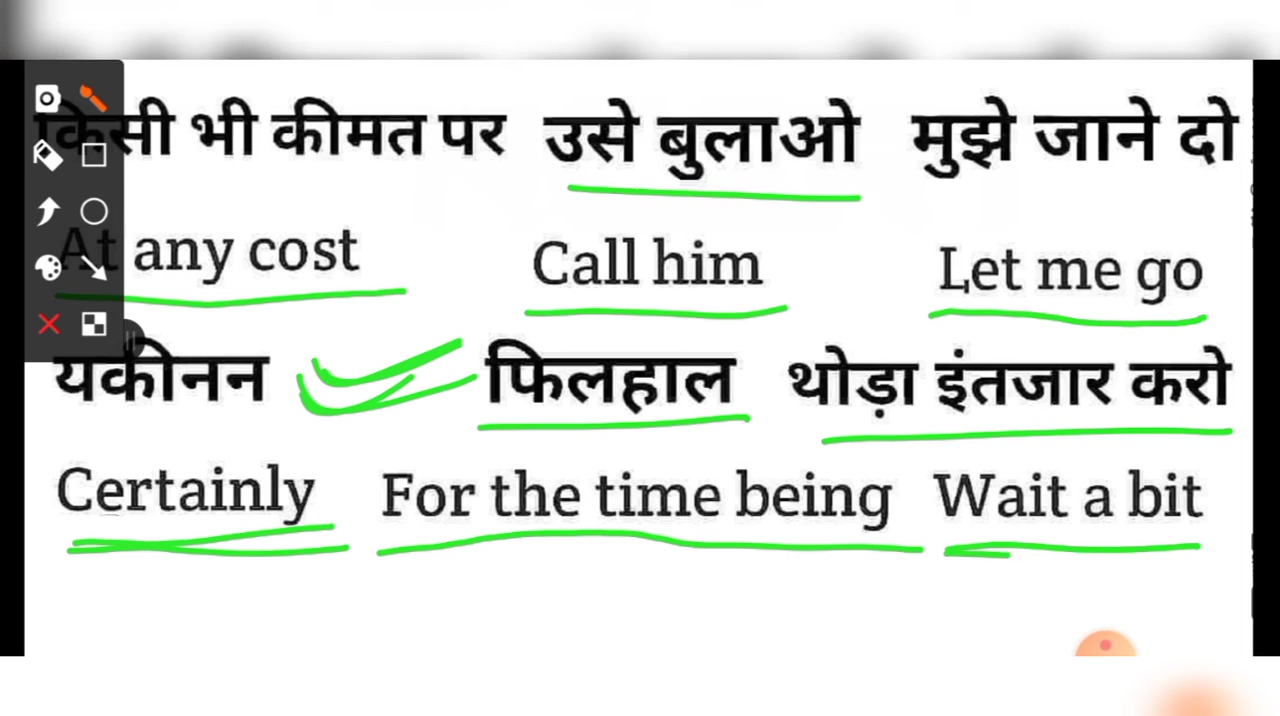 किसी भी कीमत पर उसे बुलाओ मुझे जाने दो
At any cost Call him Let me go
यकीनन फिलहाल थोड़ा इंतजार करो
Certainly For the time being Wait a bit